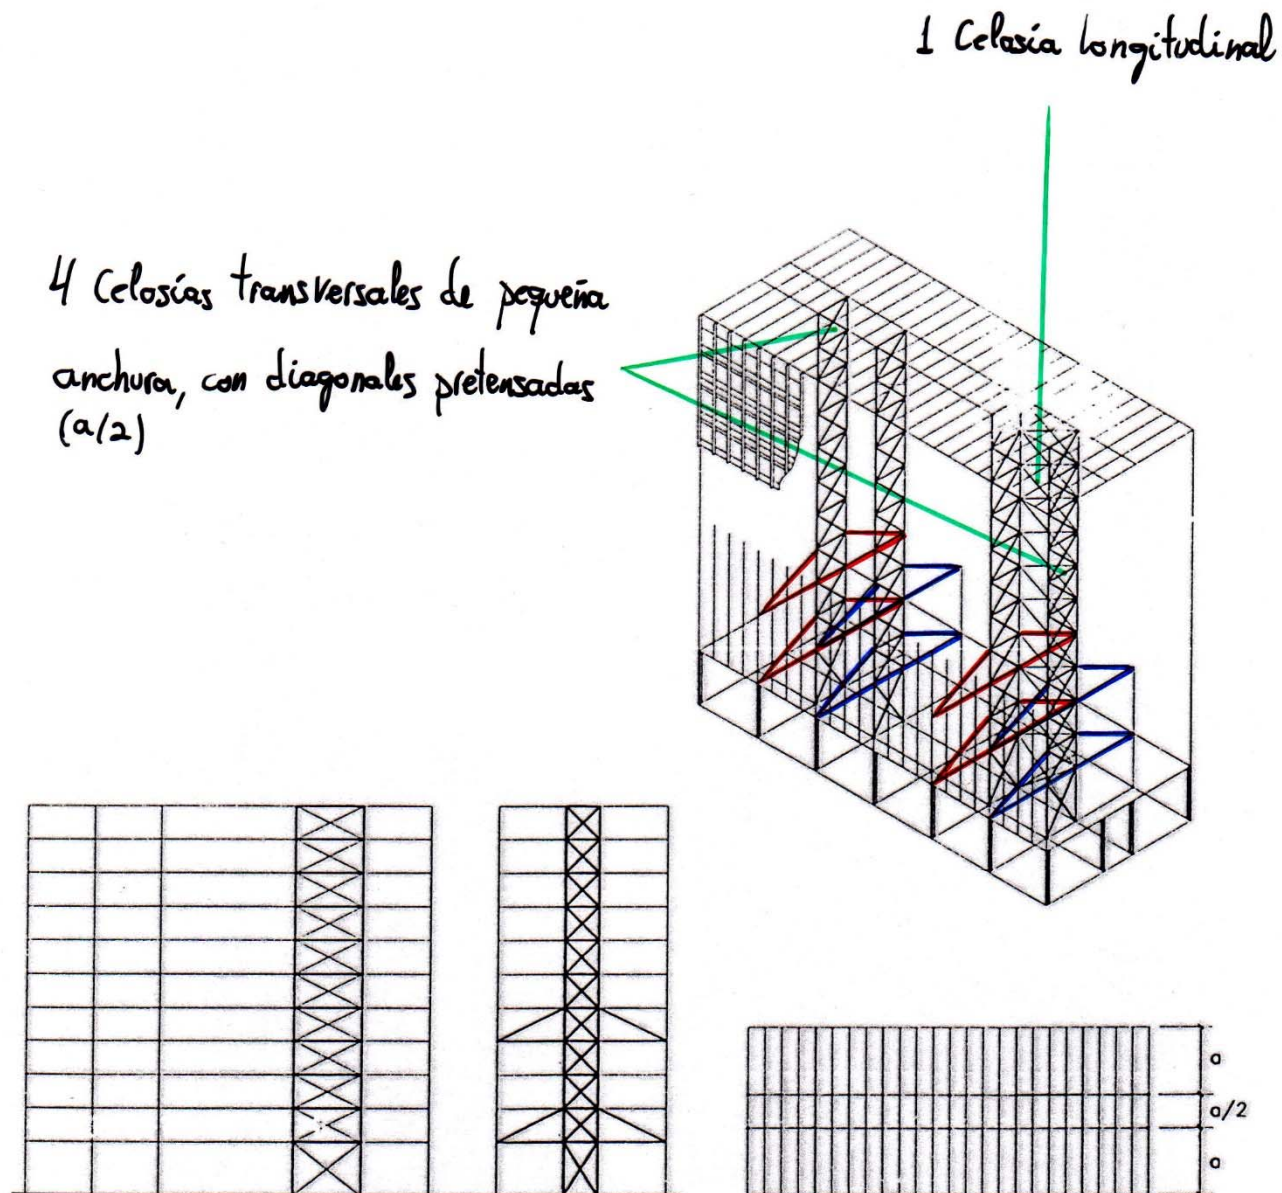 1 Celosía longitudinal
4 Celosías transversales de pequeña
anchura, con diagonales pretensadas
(a/2)
a
a/2
a